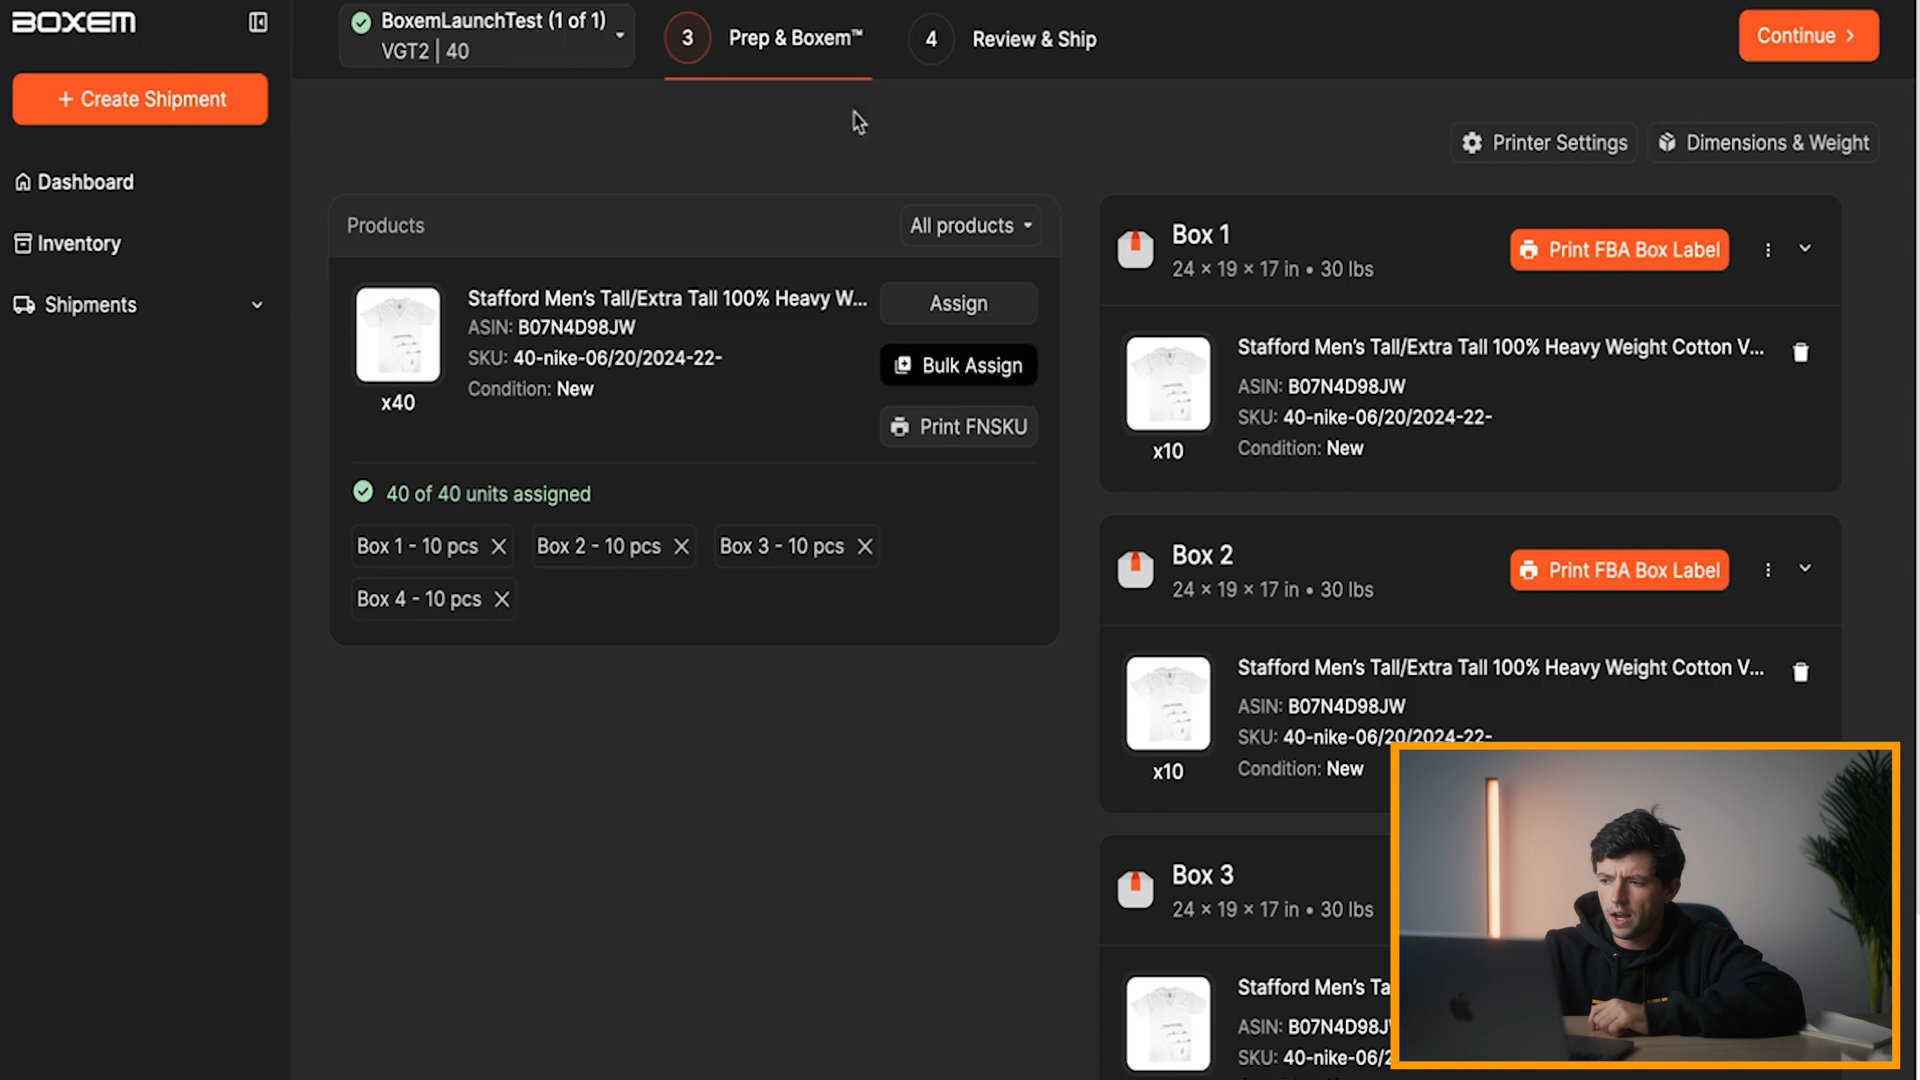 BOXEM
BoxemLaunchTest (1 of 1)
VGT2 | 40
3
Prep & Boxem™
4
Review & Ship
Continue >
+ Create Shipment
Dashboard
Inventory
Shipments
Printer Settings
Dimensions & Weight
Products
All products
Stafford Men's Tall/Extra Tall 100% Heavy W...
ASIN: B07N4D98JW
SKU: 40-nike-06/20/2024-22-
Condition: New
x40
Assign
Bulk Assign
Print FNSKU
40 of 40 units assigned
Box 1 - 10 pcs
Box 2 - 10 pcs
Box 3 - 10 pcs
Box 4 - 10 pcs
Box 1
24 × 19 × 17 in • 30 lbs
Print FBA Box Label
Stafford Men's Tall/Extra Tall 100% Heavy Weight Cotton V...
ASIN: B07N4D98JW
SKU: 40-nike-06/20/2024-22-
Condition: New
x10
Box 2
24 × 19 × 17 in • 30 lbs
Print FBA Box Label
Stafford Men's Tall/Extra Tall 100% Heavy Weight Cotton V...
ASIN: B07N4D98JW
SKU: 40-nike-06/20/2024-22-
Condition: New
x10
Box 3
24 × 19 × 17 in • 30 lbs
Stafford Men's Ta
ASIN: B07N4D98J
SKU: 40-nike-06/2